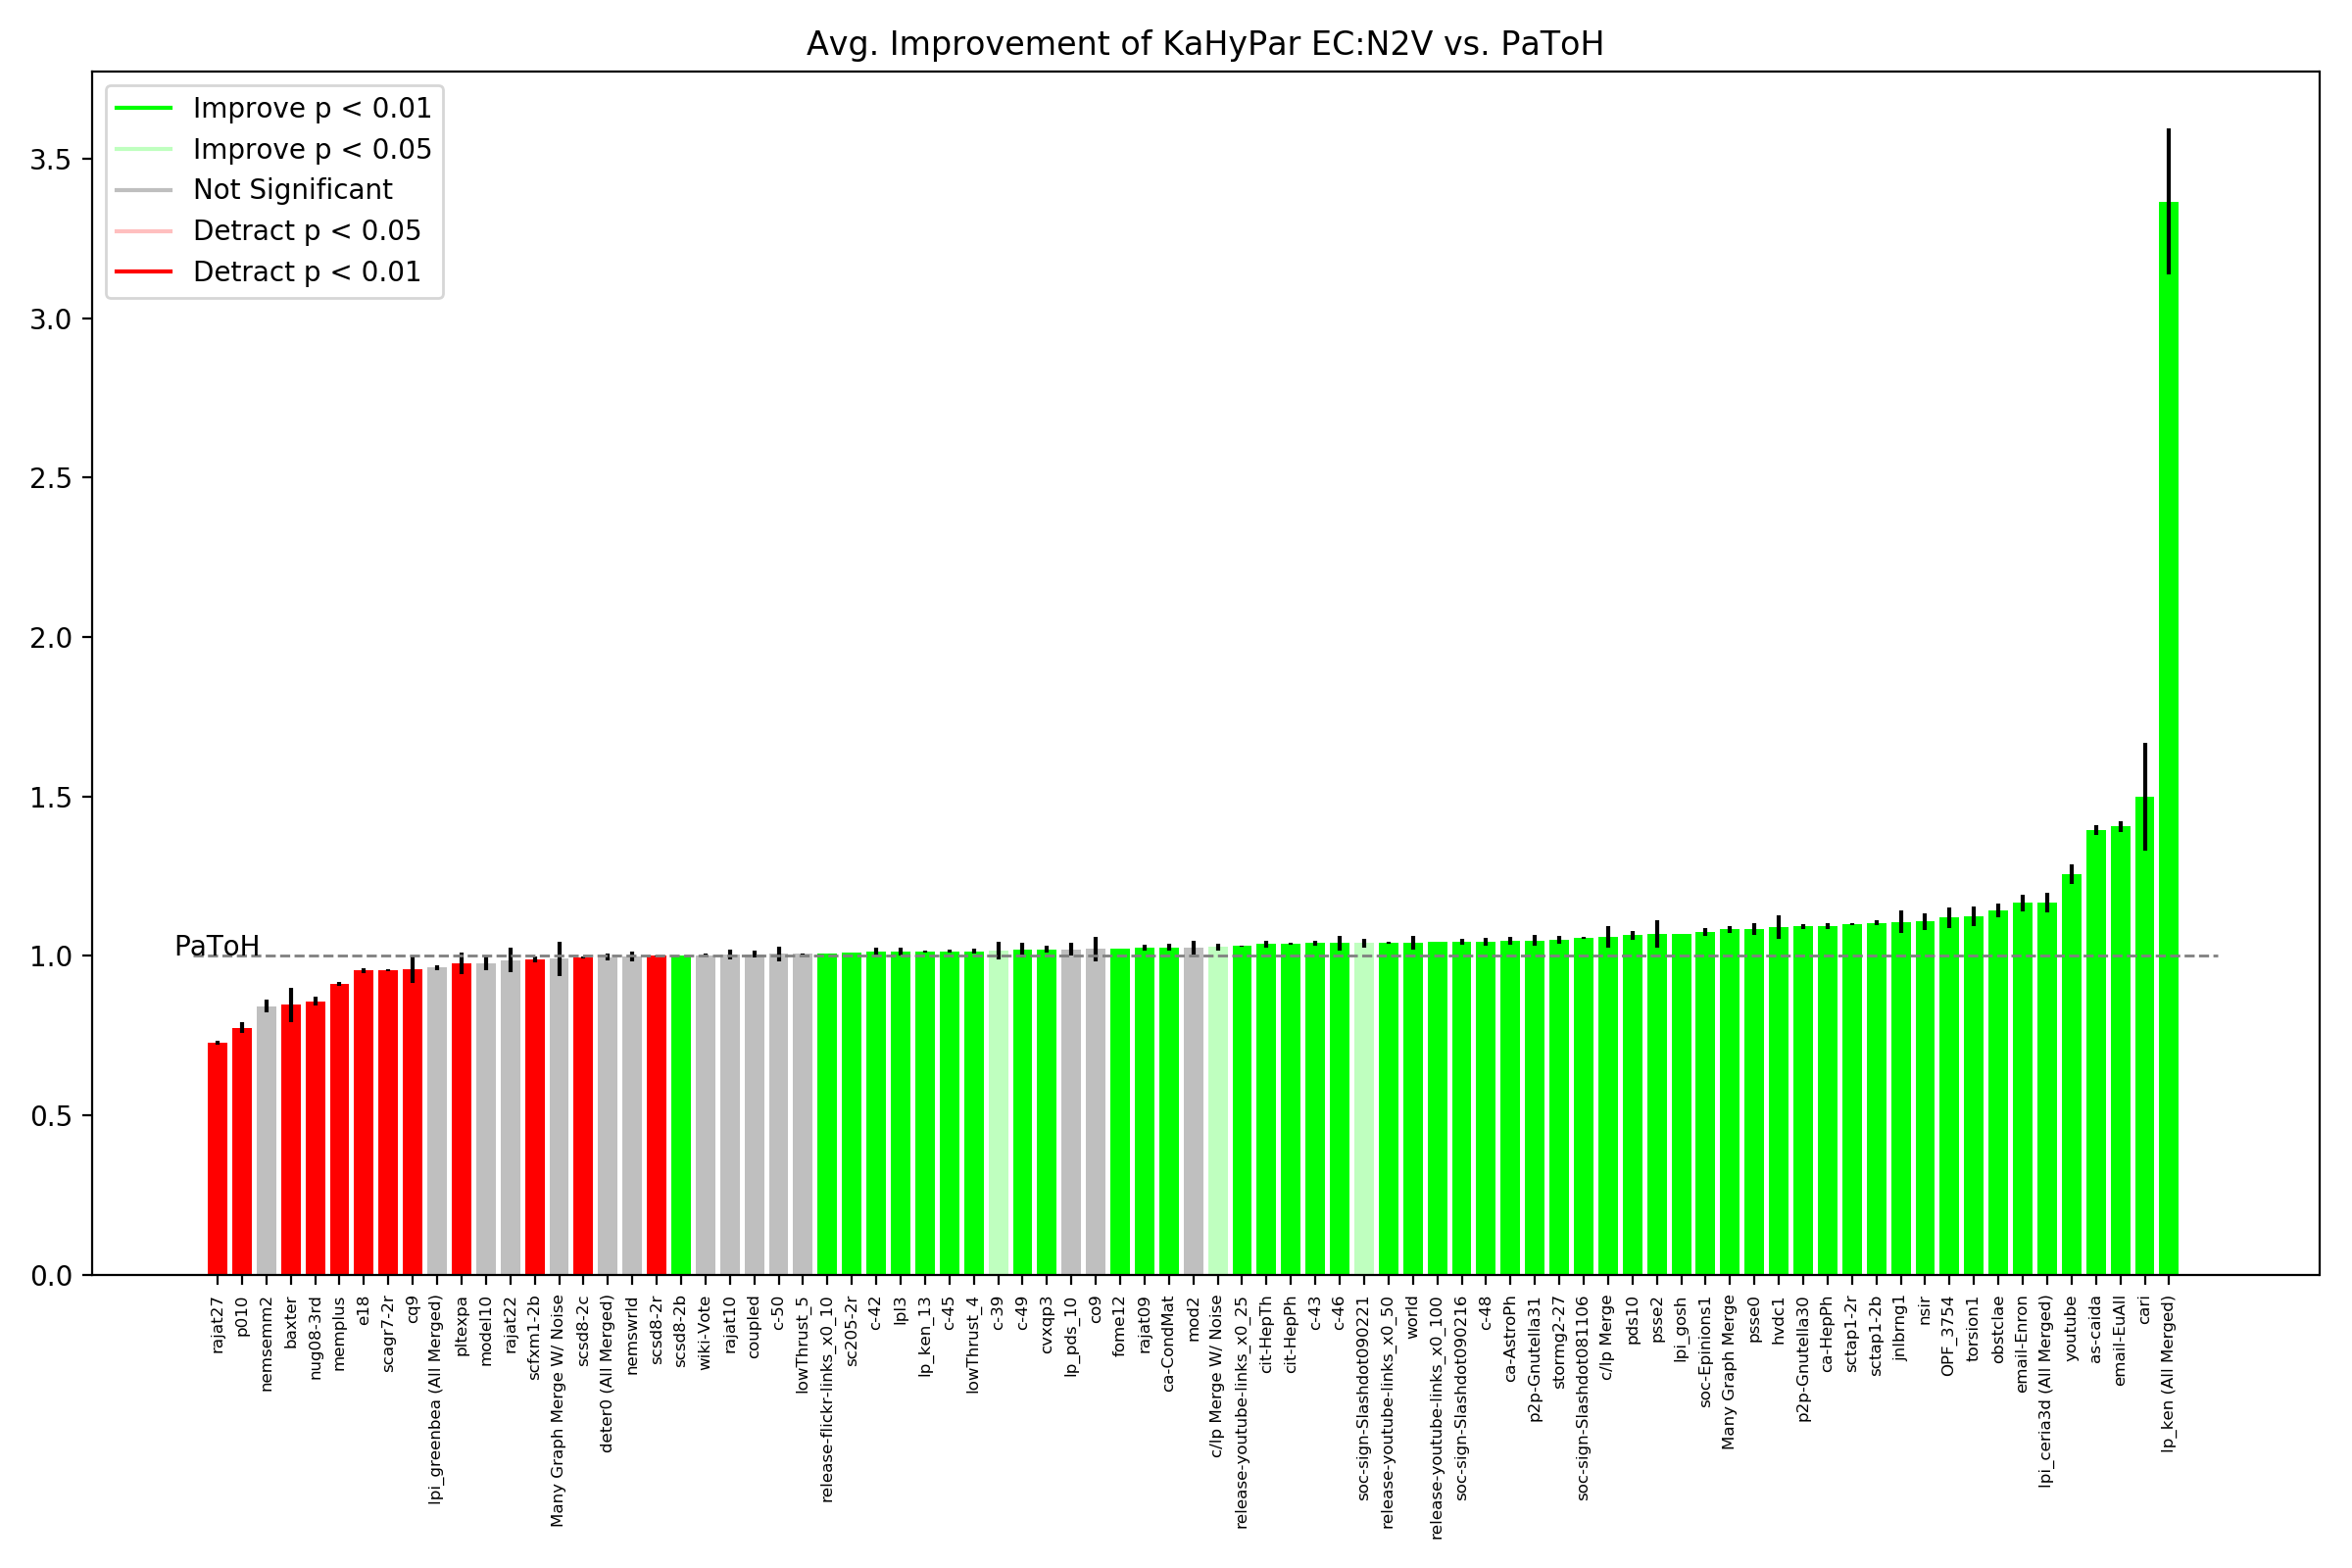 Avg. Improvement of KaHyPar EC:N2V vs. PaToH
Improve p < 0.01
Improve p < 0.05
Not Significant
Detract p < 0.05
Detract p < 0.01
3.5
3.0
2.5
2.0
1.5
1.0
0.5
0.0
PaToH
rajat27
p010
nemsemm2
baxter
nug08-3rd
memplus
e18
scagr7-2r
cq9
lpi_greenbea (All Merged)
pltexpa
model10
rajat22
scfxm1-2b
Many Graph Merge W/ Noise
scsd8-2c
deter0 (All Merged)
nemswrld
scsd8-2r
scsd8-2b
wiki-Vote
rajat10
coupled
c-50
lowThrust_5
release-flickr-links_x0_10
sc205-2r
c-42
lpl3
lp_ken_13
c-45
lowThrust_4
c-39
c-49
cvxqp3
lp_pds_10
co9
fome12
rajat09
ca-CondMat
mod2
c/lp Merge W/ Noise
release-youtube-links_x0_25
cit-HepTh
cit-HepPh
c-43
c-46
soc-sign-Slashdot090221
release-youtube-links_x0_50
world
release-youtube-links_x0_100
soc-sign-Slashdot090216
c-48
ca-AstroPh
p2p-Gnutella31
stormg2-27
soc-sign-Slashdot081106
c/lp Merge
pds10
psse2
lpi_gosh
soc-Epinions1
Many Graph Merge
psse0
hvdc1
p2p-Gnutella30
ca-HepPh
sctap1-2r
sctap1-2b
jnlbrng1
nsir
OPF_3754
torsion1
obstclae
email-Enron
lpi_ceria3d (All Merged)
youtube
as-caida
email-EuAll
cari
lp_ken (All Merged)